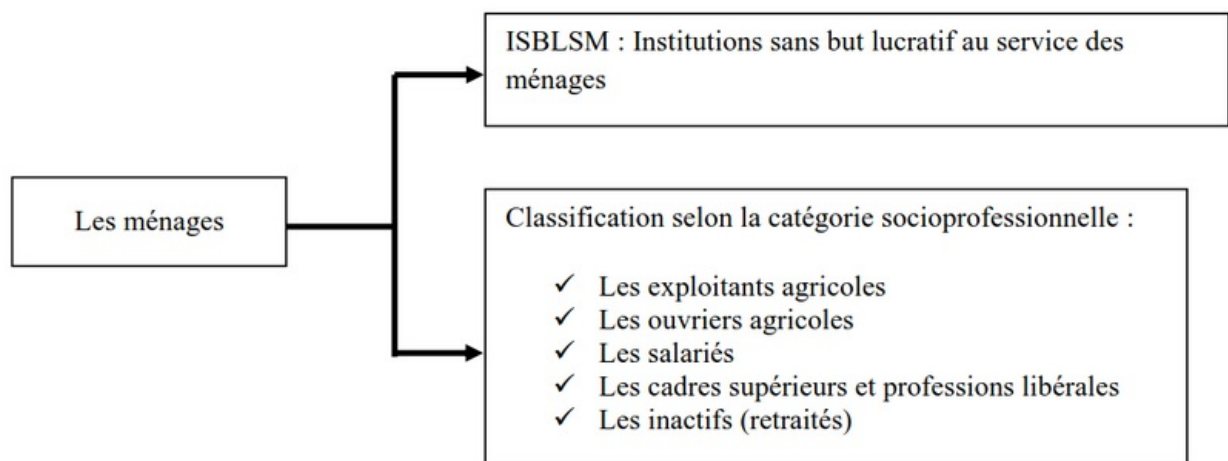 ISBLSM : Institutions sans but lucratif au service des
ménages
Les ménages
Classification selon la catégorie socioprofessionnelle :
✓ Les exploitants agricoles
✓ Les ouvriers agricoles
✓ Les salariés
✓ Les cadres supérieurs et professions libérales
✓ Les inactifs (retraités)